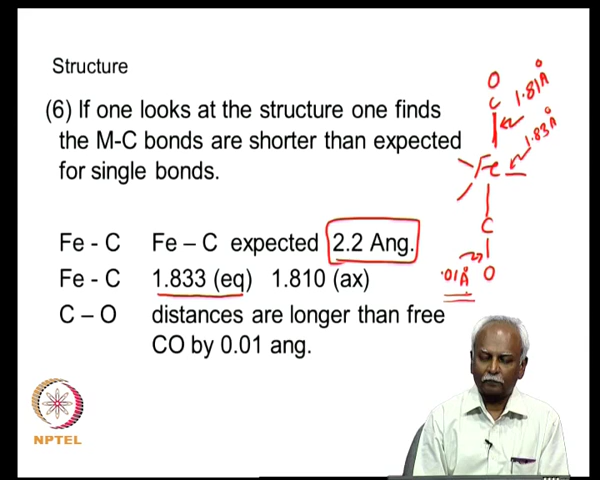 Structure
(6) If one looks at the structure one finds
the M-C bonds are shorter than expected
for single bonds.
Fe - C Fe – C expected 2.2 Ang.
Fe - C 1.833 (eq) 1.810 (ax)
C – O distances are longer than free
CO by 0.01 ang.
O
C 1.81Å
1.83Å
Fe
C
.01Å O
NPTEL